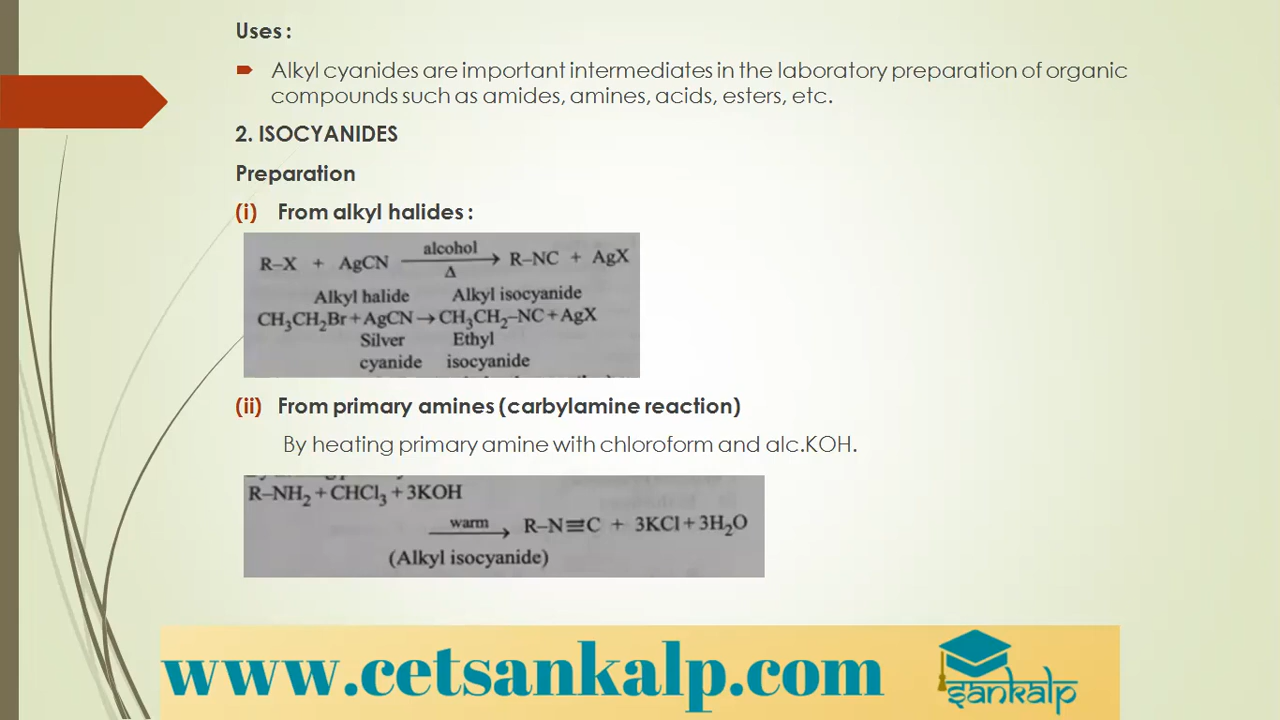 Uses :
Alkyl cyanides are important intermediates in the laboratory preparation of organic
compounds such as amides, amines, acids, esters, etc.
2. ISOCYANIDES
Preparation
(i) From alkyl halides :
R–X + AgCN alcohol Δ → R–NC + AgX
Alkyl halide Alkyl isocyanide
CH₃CH₂Br + AgCN → CH₃CH₂–NC + AgX
Silver Ethyl
cyanide isocyanide
(ii) From primary amines (carbylamine reaction)
By heating primary amine with chloroform and alc.KOH.
R–NH₂ + CHCl₃ + 3KOH
warm → R–N≡C + 3KCl + 3H₂O
(Alkyl isocyanide)
www.cetsankalp.com
sankalp